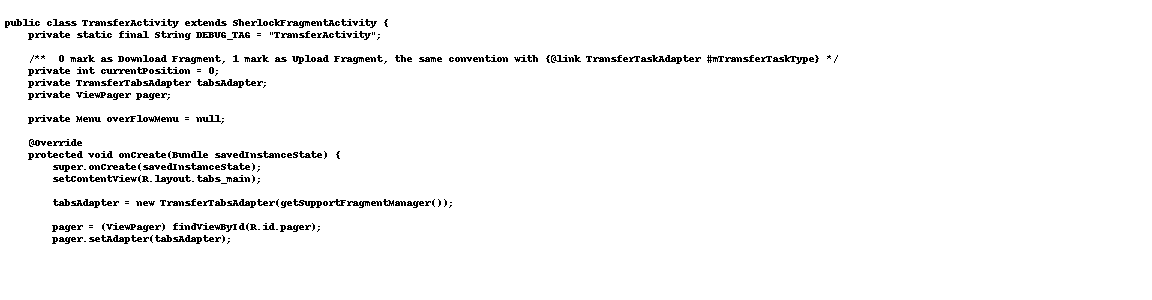 public class TransferActivity extends SherlockFragmentActivity {
private static final String DEBUG_TAG = "TransferActivity";
/**  0 mark as Download Fragment, 1 mark as Upload Fragment, the same convention with {@link TransferTaskAdapter #mTransferTaskType} */
private int currentPosition = 0;
private TransferTabsAdapter tabsAdapter;
private ViewPager pager;
private Menu overFlowMenu = null;
@Override
protected void onCreate(Bundle savedInstanceState) {
super.onCreate(savedInstanceState);
setContentView(R.layout.tabs_main);
tabsAdapter = new TransferTabsAdapter(getSupportFragmentManager());
pager = (ViewPager) findViewById(R.id.pager);
pager.setAdapter(tabsAdapter);